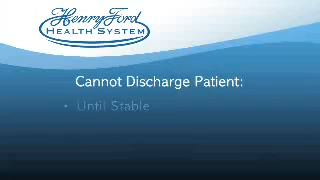 Henry Ford
HEALTH SYSTEM
Cannot Discharge Patient:
• Until Stable